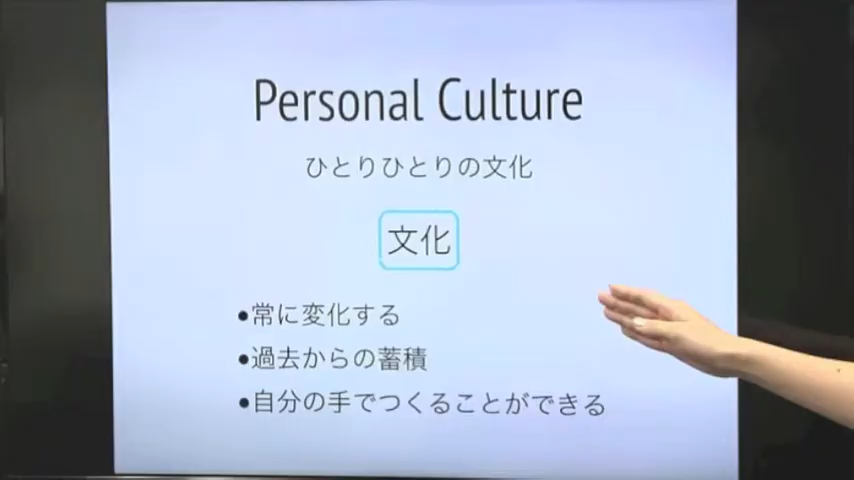 Personal Culture
ひとりひとりの文化
文化
●常に変化する
●過去からの蓄積
●自分の手でつくることができる